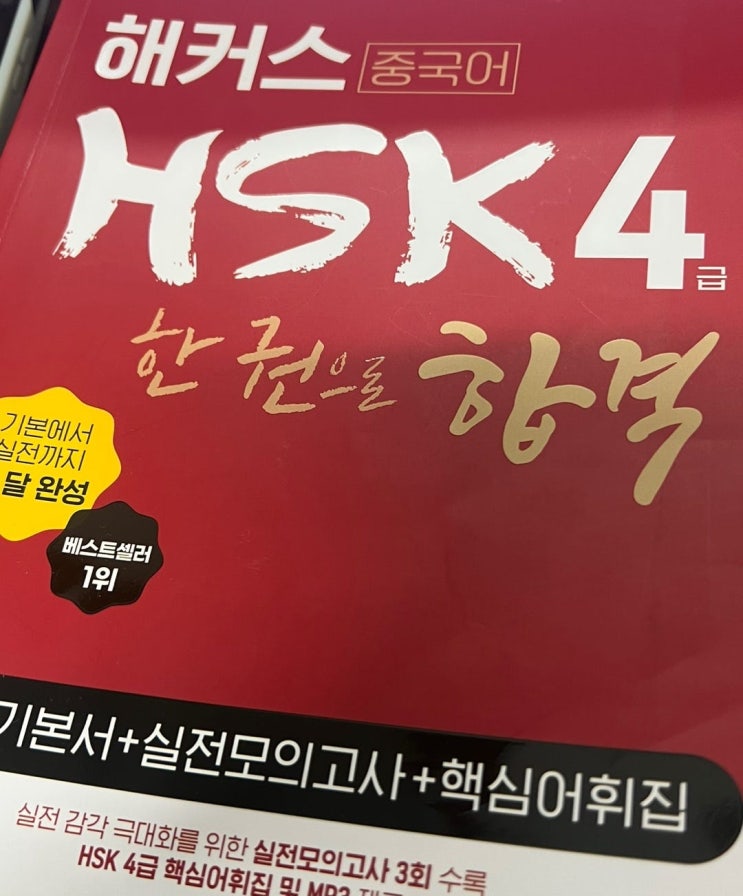 해커스 중국어
HSK 4급
한 권으로 합격
기본에서
실전까지
달 완성
베스트셀러
1위
기본서+실전모의고사+핵심어휘집
실전 감각 극대화를 위한 실전모의고사 3회 수록
HSK 4급 핵심어휘집 및 MP3